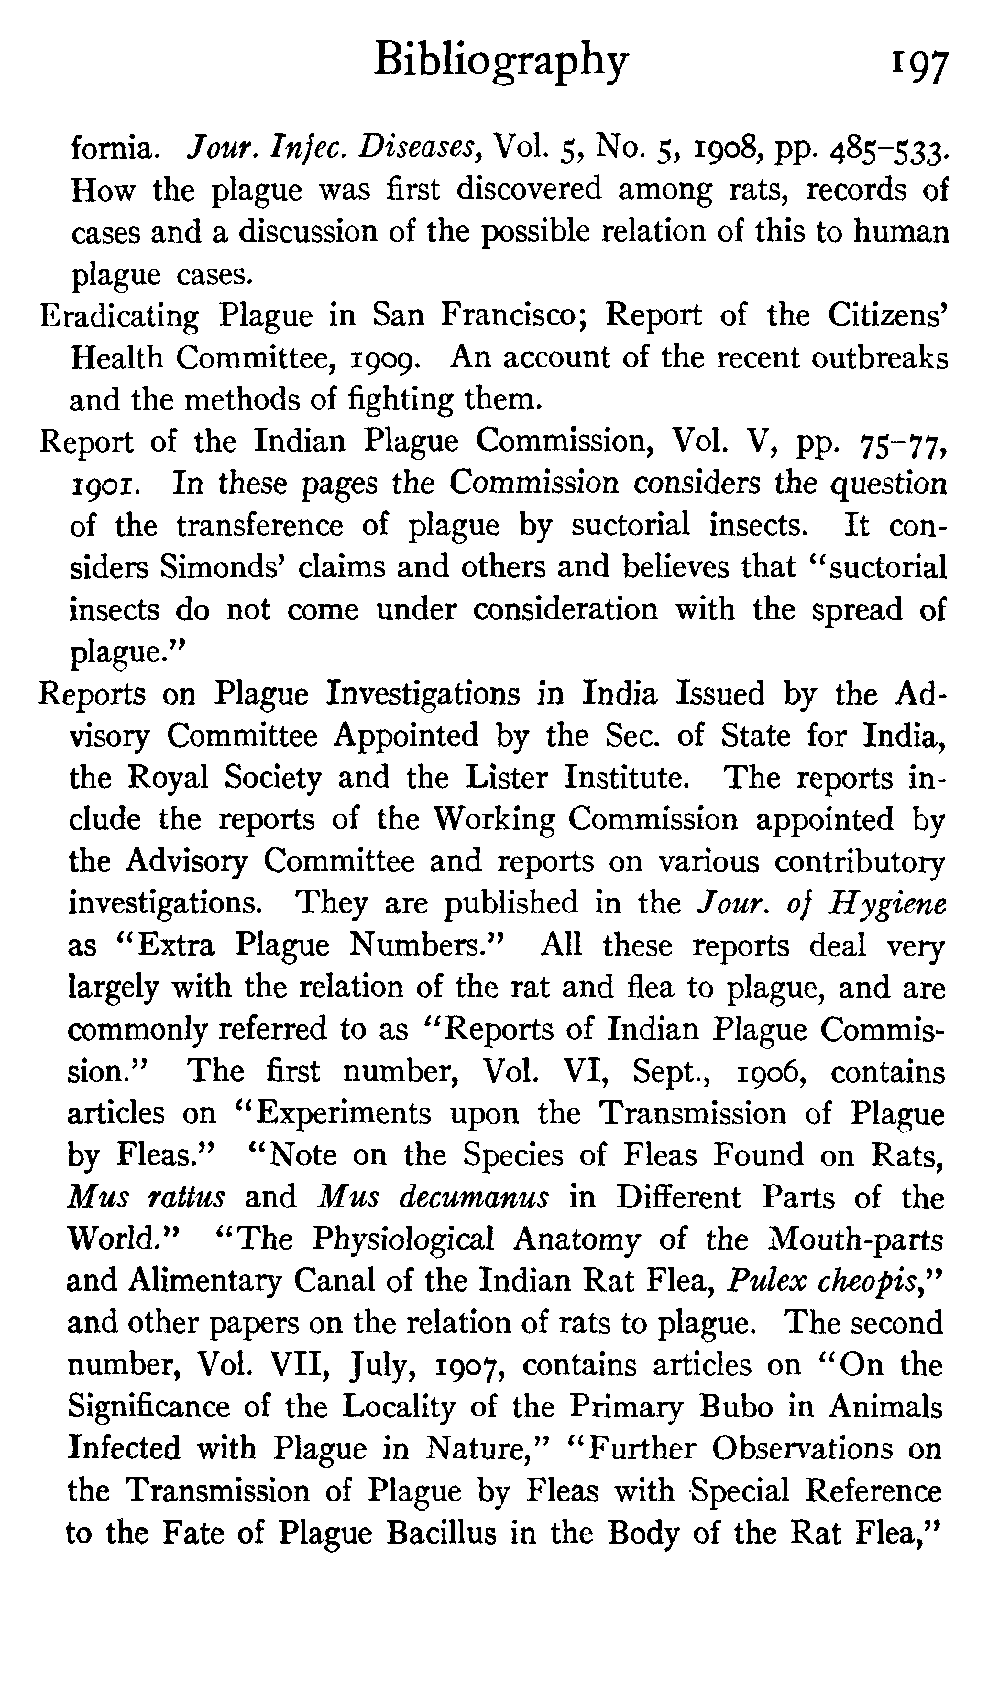 Bibliography 197
fornia. Jour. Infec. Diseases, Vol. 5, No. 5, 1908, pp. 485–533.
How the plague was first discovered among rats, records of
cases and a discussion of the possible relation of this to human
plague cases.
Eradicating Plague in San Francisco; Report of the Citizens'
Health Committee, 1909. An account of the recent outbreaks
and the methods of fighting them.
Report of the Indian Plague Commission, Vol. V, pp. 75–77,
1901. In these pages the Commission considers the question
of the transference of plague by suctorial insects. It con-
siders Simonds' claims and others and believes that "suctorial
insects do not come under consideration with the spread of
plague."
Reports on Plague Investigations in India Issued by the Ad-
visory Committee Appointed by the Sec. of State for India,
the Royal Society and the Lister Institute. The reports in-
clude the reports of the Working Commission appointed by
the Advisory Committee and reports on various contributory
investigations. They are published in the Jour. of Hygiene
as "Extra Plague Numbers." All these reports deal very
largely with the relation of the rat and flea to plague, and are
commonly referred to as "Reports of Indian Plague Commis-
sion." The first number, Vol. VI, Sept., 1906, contains
articles on "Experiments upon the Transmission of Plague
by Fleas." "Note on the Species of Fleas Found on Rats,
Mus rattus and Mus decumanus in Different Parts of the
World." "The Physiological Anatomy of the Mouth-parts
and Alimentary Canal of the Indian Rat Flea, Pulex cheopis,"
and other papers on the relation of rats to plague. The second
number, Vol. VII, July, 1907, contains articles on "On the
Significance of the Locality of the Primary Bubo in Animals
Infected with Plague in Nature," "Further Observations on
the Transmission of Plague by Fleas with Special Reference
to the Fate of Plague Bacillus in the Body of the Rat Flea,"